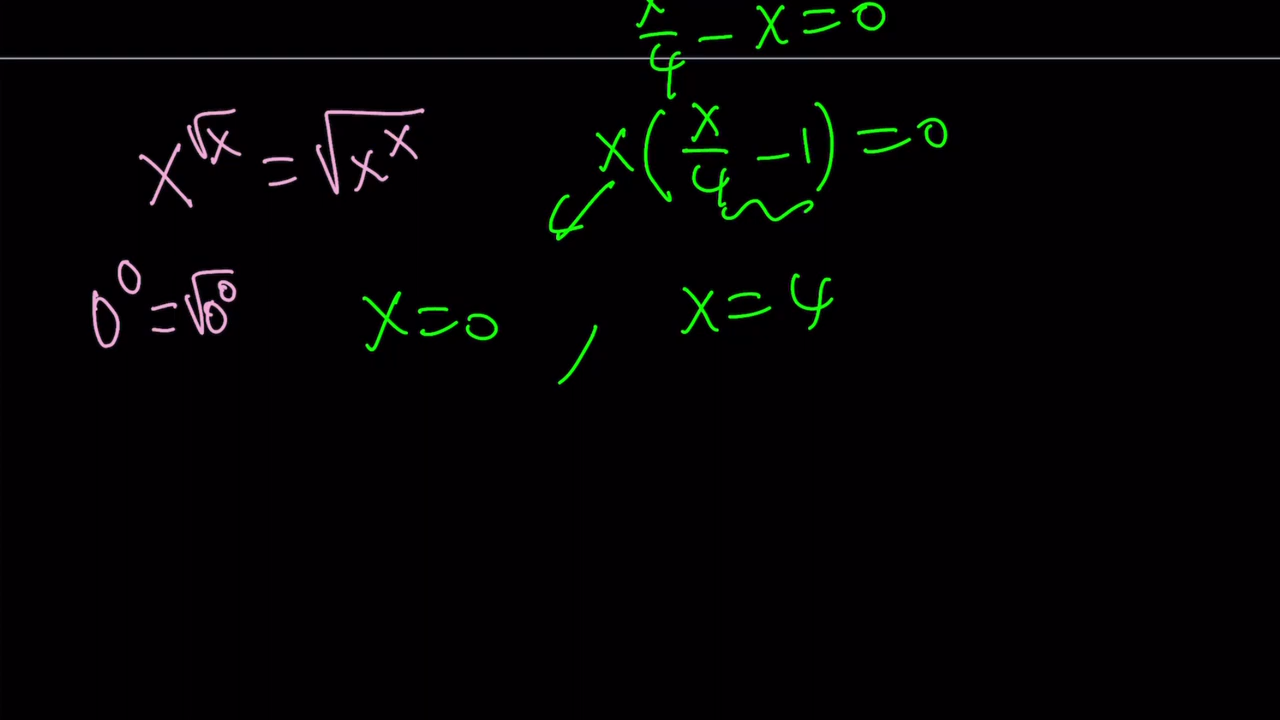 x/4 - x = 0
x^√x = √(x^x)
x(x/4 - 1) = 0
0^0 = √(0^0)
x = 0 , x = 4